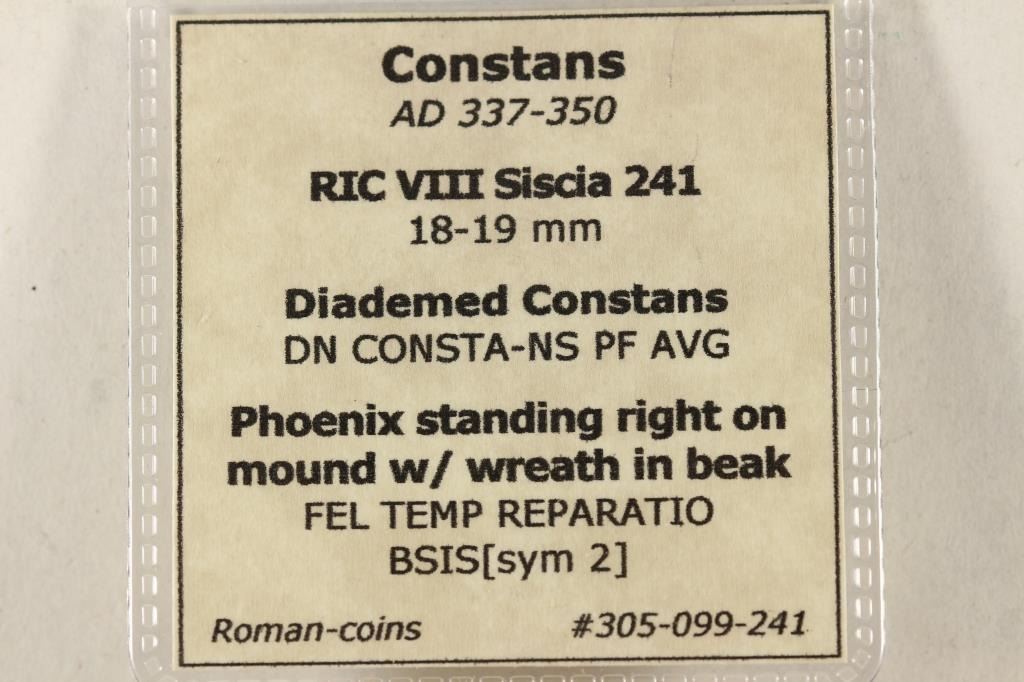 Constans
AD 337-350
RIC VIII Siscia 241
18-19 mm
Diademed Constans
DN CONSTA-NS PF AVG
Phoenix standing right on
mound w/ wreath in beak
FEL TEMP REPARATIO
BSIS[sym 2]
Roman-coins #305-099-241